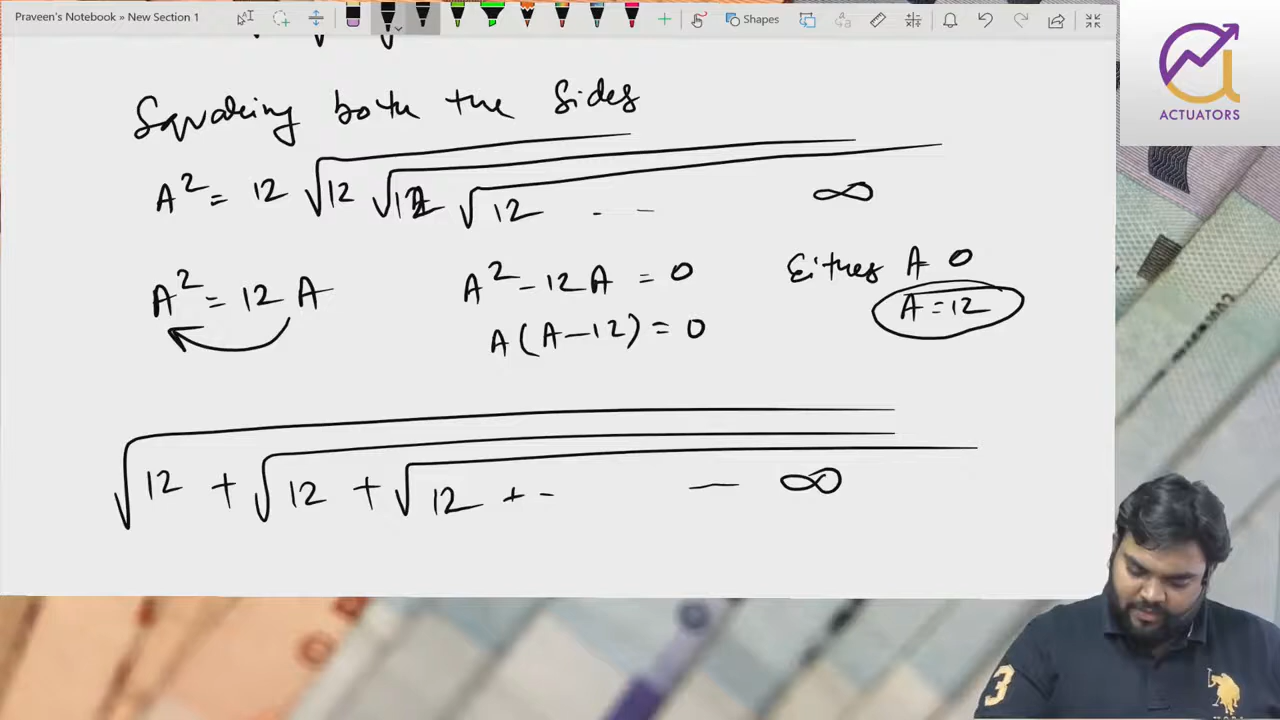 Praveen's Notebook » New Section 1
Shapes
ACTUATORS
Squaring both the sides
A² = 12 √12 √12 √12 ... ∞
A² = 12 A
A² - 12A = 0
A(A-12) = 0
Either A = 0
A = 12
√12 + √12 + √12 + - — ∞
3